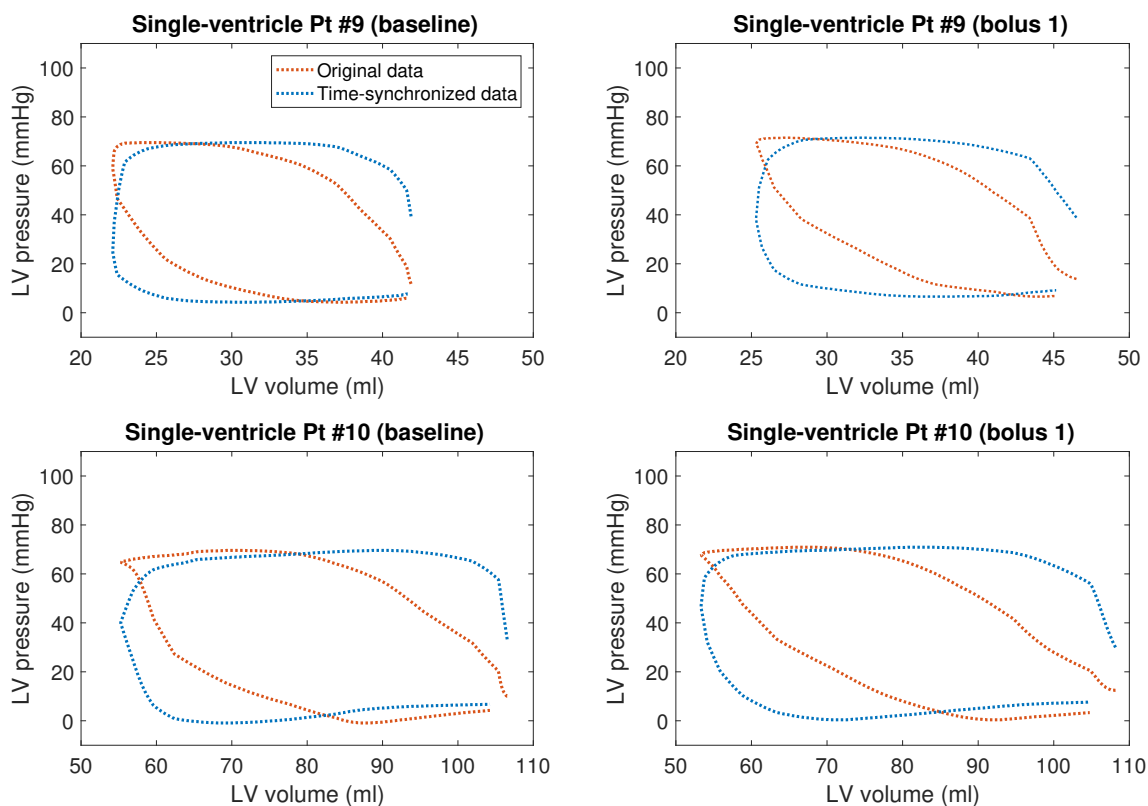 Single-ventricle Pt #9 (baseline)
LV pressure (mmHg)
100
80
60
40
20
0
Original data
Time-synchronized data
20 25 30 35 40 45 50
LV volume (ml)
Single-ventricle Pt #9 (bolus 1)
LV pressure (mmHg)
100
80
60
40
20
0
20 25 30 35 40 45 50
LV volume (ml)
Single-ventricle Pt #10 (baseline)
LV pressure (mmHg)
100
80
60
40
20
0
50 60 70 80 90 100 110
LV volume (ml)
Single-ventricle Pt #10 (bolus 1)
LV pressure (mmHg)
100
80
60
40
20
0
50 60 70 80 90 100 110
LV volume (ml)